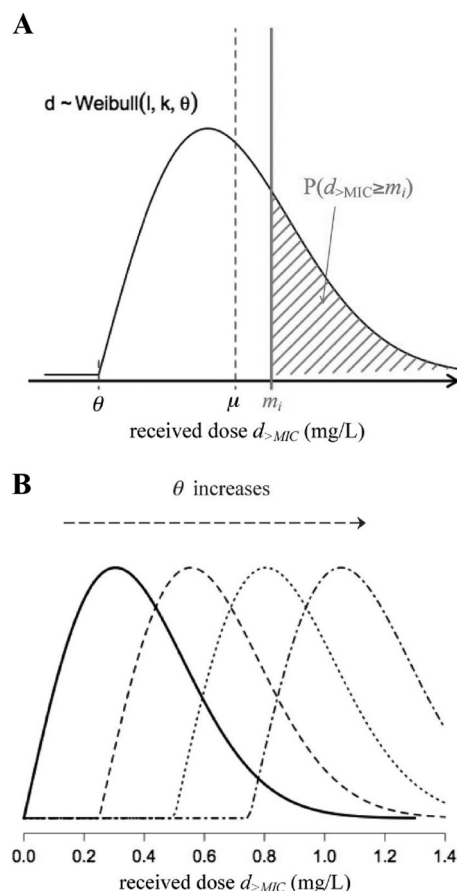 A
d ~ Weibull(l, k, θ)
P(d>MIC≥mi)
θ μ mi
received dose d>MIC (mg/L)
B
θ increases
0.0 0.2 0.4 0.6 0.8 1.0 1.2 1.4
received dose d>MIC (mg/L)